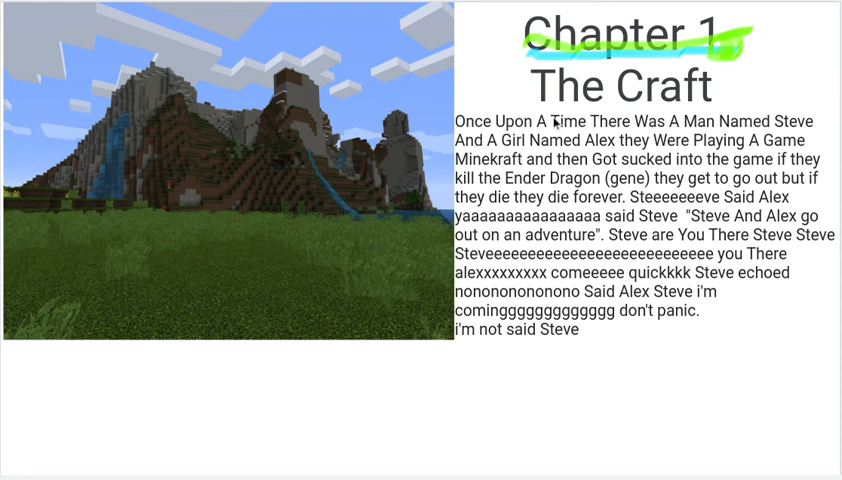 Chapter 1
The Craft
Once Upon A Time There Was A Man Named Steve
And A Girl Named Alex they Were Playing A Game
Minekraft and then Got sucked into the game if they
kill the Ender Dragon (gene) they get to go out but if
they die they die forever. Steeeeeeeve Said Alex
yaaaaaaaaaaaaaaaa said Steve  "Steve And Alex go
out on an adventure". Steve are You There Steve Steve
Steveeeeeeeeeeeeeeeeeeeeeeeeeee you There
alexxxxxxxxx comeeeee quickkkk Steve echoed
nonononononono Said Alex Steve i'm
cominggggggggggggg don't panic.
i'm not said Steve